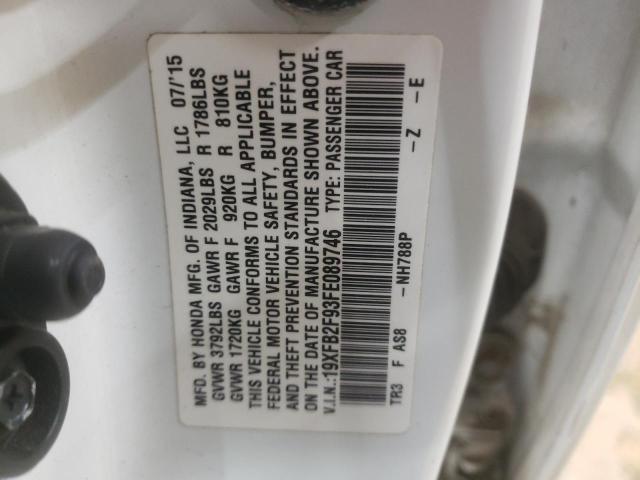 MFD. BY HONDA MFG. OF INDIANA, LLC 07/'15
GVWR 3792LBS GAWR F 2029LBS R 1786LBS
GVWR 1720KG GAWR F 920KG R 810KG
THIS VEHICLE CONFORMS TO ALL APPLICABLE
FEDERAL MOTOR VEHICLE SAFETY, BUMPER,
AND THEFT PREVENTION STANDARDS IN EFFECT
ON THE DATE OF MANUFACTURE SHOWN ABOVE.
V.I.N.:19XFB2F93FE089746 TYPE: PASSENGER CAR
TR3 F AS8 -NH788P -Z -E